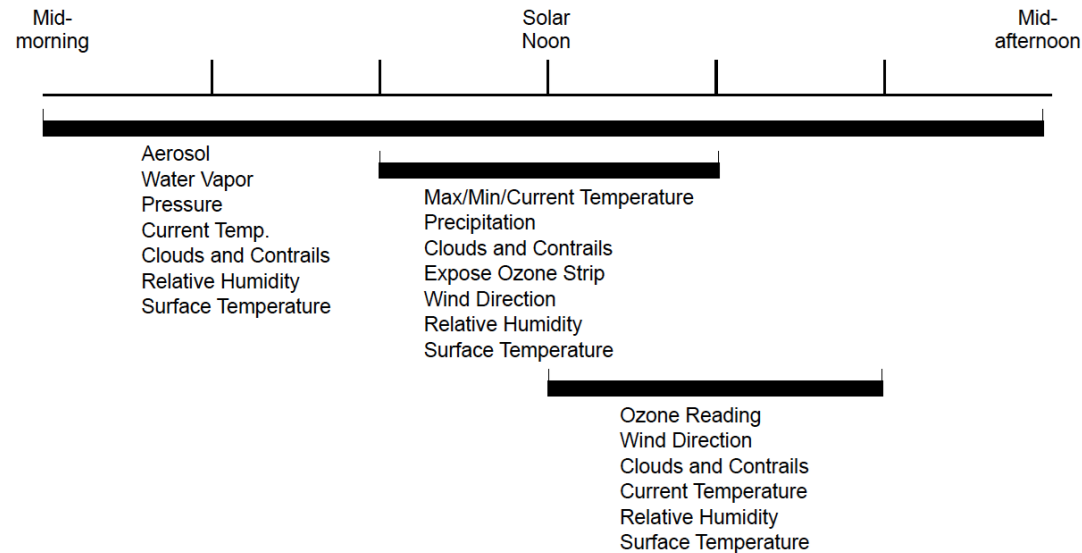 Mid-
morning
Solar
Noon
Mid-
afternoon
Aerosol
Water Vapor
Pressure
Current Temp.
Clouds and Contrails
Relative Humidity
Surface Temperature
Max/Min/Current Temperature
Precipitation
Clouds and Contrails
Expose Ozone Strip
Wind Direction
Relative Humidity
Surface Temperature
Ozone Reading
Wind Direction
Clouds and Contrails
Current Temperature
Relative Humidity
Surface Temperature